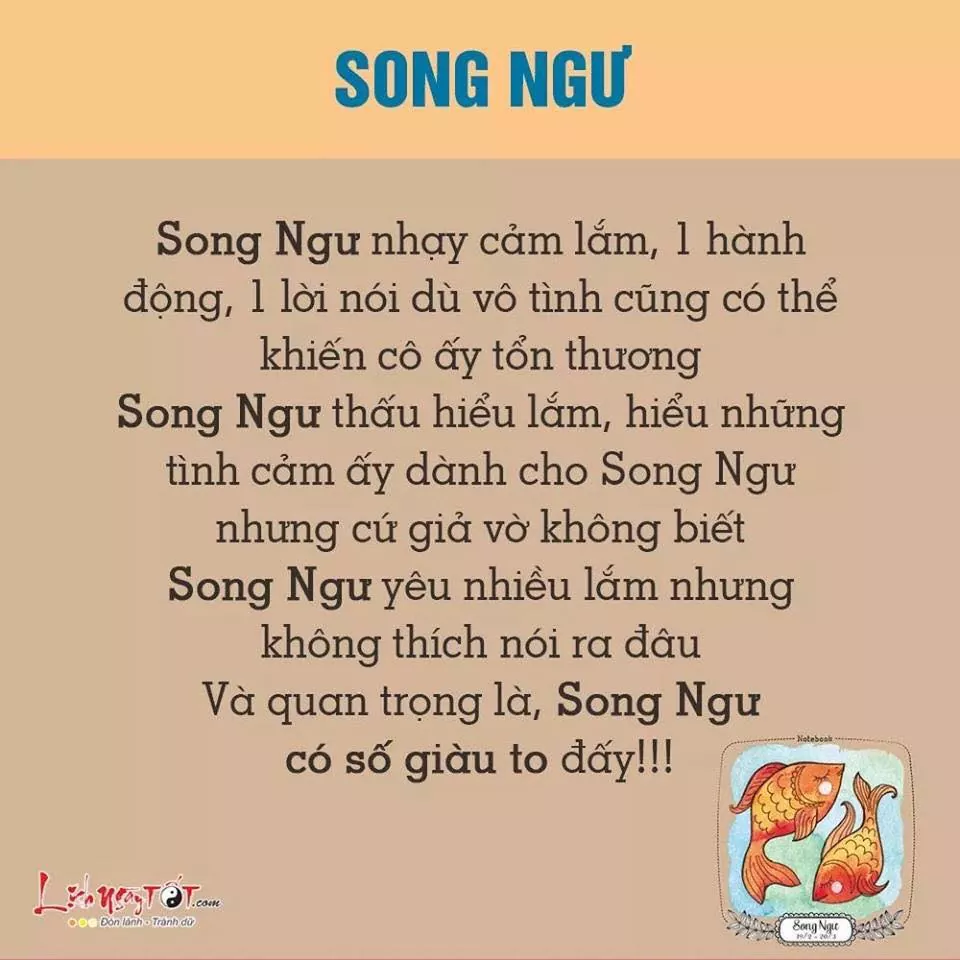 SONG NGƯ
Song Ngư nhạy cảm lắm, 1 hành
động, 1 lời nói dù vô tình cũng có thể
khiến cô ấy tổn thương
Song Ngư thấu hiểu lắm, hiểu những
tình cảm ấy dành cho Song Ngư
nhưng cứ giả vờ không biết
Song Ngư yêu nhiều lắm nhưng
không thích nói ra đâu
Và quan trọng là, Song Ngư
có số giàu to đấy!!!
Notebook
Song Ngư
19/2 - 20/3
LịchngàyTỐT.com
Đón lành - Tránh dữ